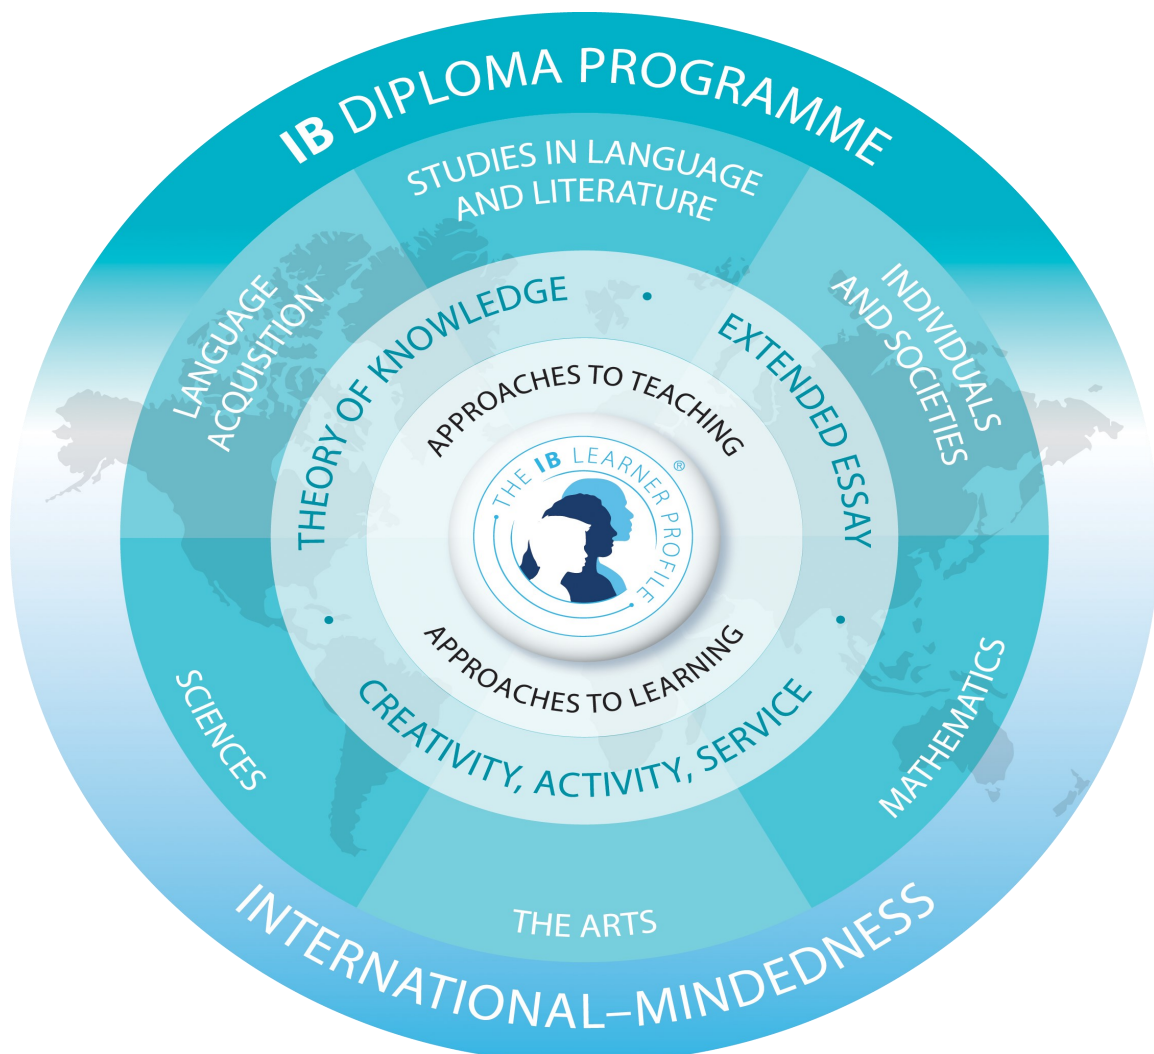 IB DIPLOMA PROGRAMME
STUDIES IN LANGUAGE
AND LITERATURE
LANGUAGE
ACQUISITION
INDIVIDUALS
AND SOCIETIES
THEORY OF KNOWLEDGE
•
EXTENDED ESSAY
•
CREATIVITY, ACTIVITY, SERVICE
•
APPROACHES TO TEACHING
THE IB LEARNER PROFILE
®
APPROACHES TO LEARNING
SCIENCES
MATHEMATICS
THE ARTS
INTERNATIONAL–MINDEDNESS